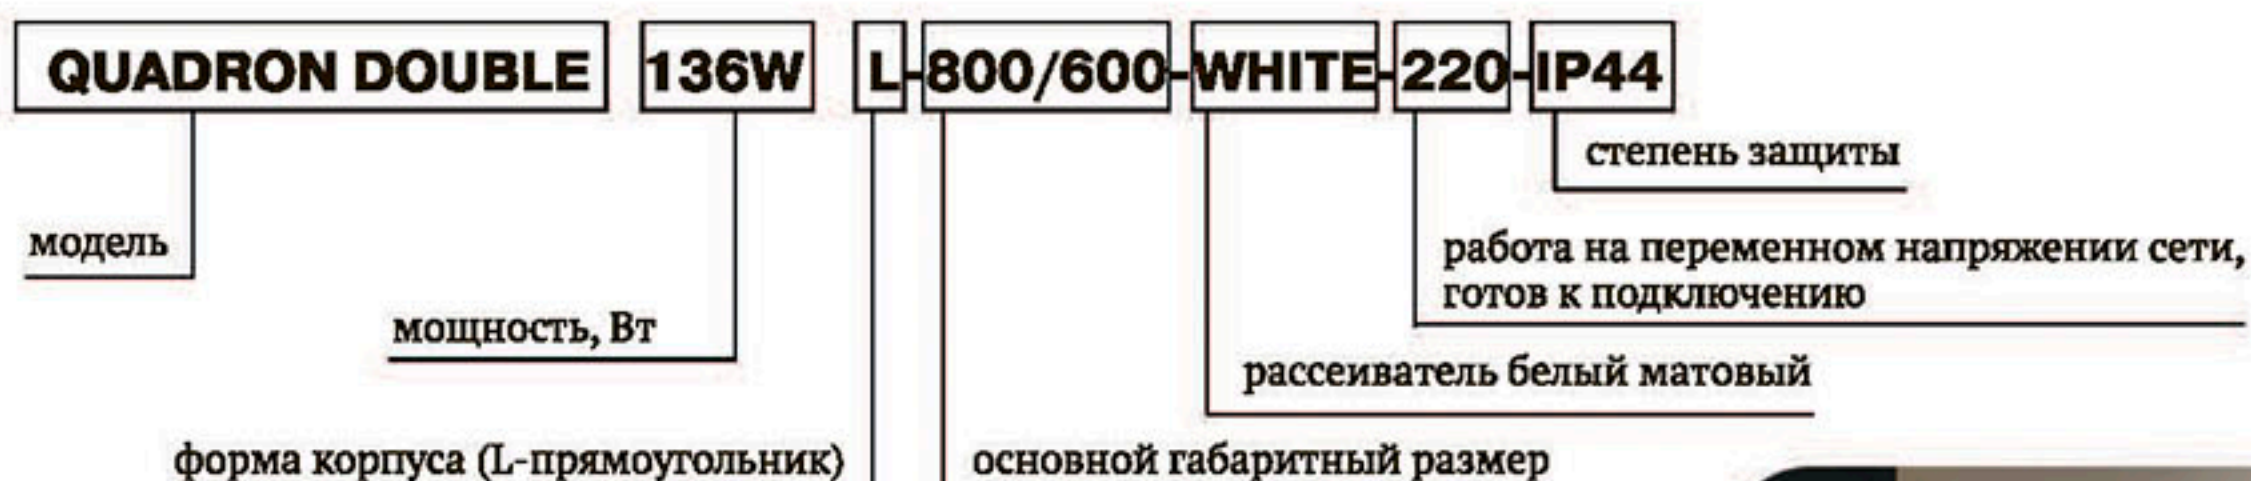 QUADRON DOUBLE 136W L-800/600-WHITE-220-IP44
степень защиты
модель
работа на переменном напряжении сети,
готов к подключению
мощность, Вт
рассеиватель белый матовый
форма корпуса (L-прямоугольник)
основной габаритный размер